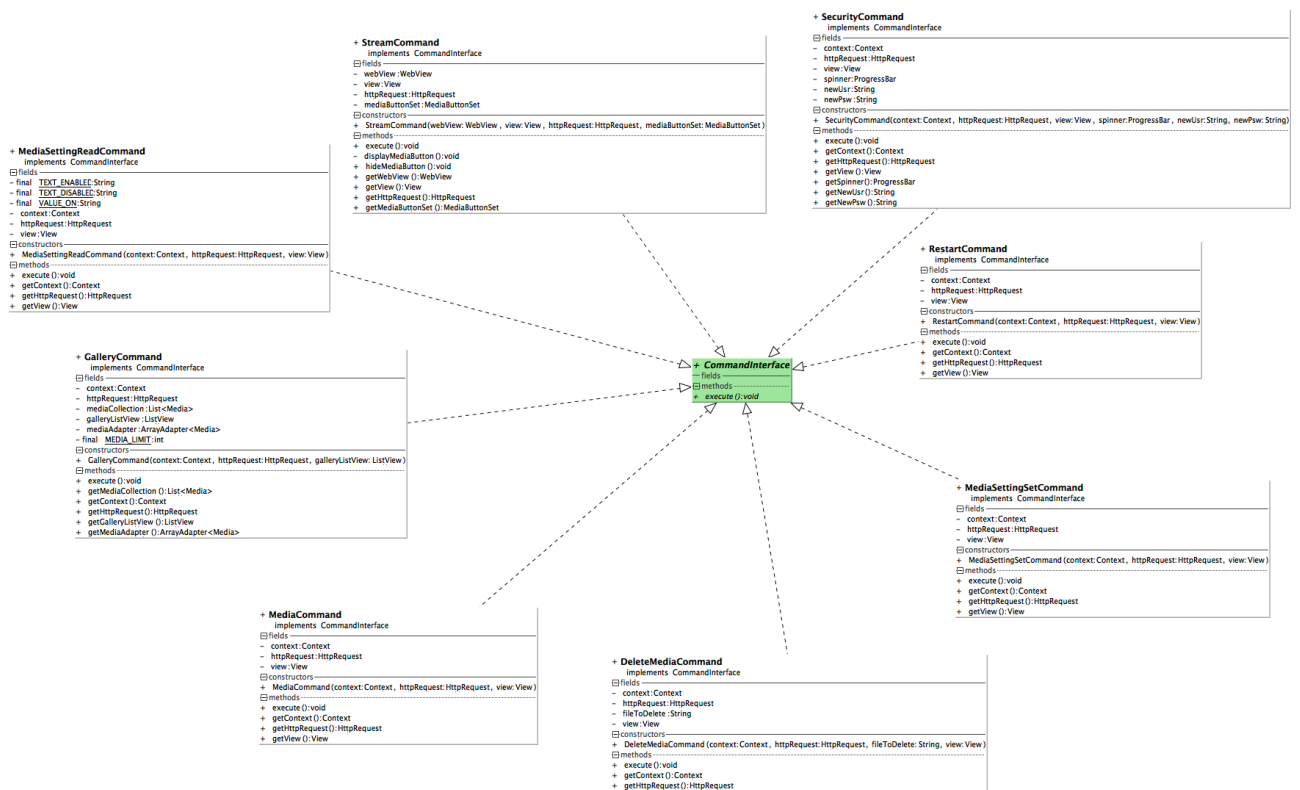 + SecurityCommand
implements CommandInterface
fields
- context:Context
- httpRequest:HttpRequest
- view:View
- spinner:ProgressBar
- newUsr:String
- newPsw:String
constructors
+ SecurityCommand(context:Context, httpRequest:HttpRequest, view:View, spinner:ProgressBar, newUsr:String, newPsw:String)
methods
+ execute():void
+ getContext():Context
+ getHttpRequest():HttpRequest
+ getView():View
+ getSpinner():ProgressBar
+ getNewUsr():String
+ getNewPsw():String
+ StreamCommand
implements CommandInterface
fields
- webView:WebView
- view:View
- httpRequest:HttpRequest
- mediaButtonSet:MediaButtonSet
constructors
+ StreamCommand(webView:WebView, view:View, httpRequest:HttpRequest, mediaButtonSet:MediaButtonSet)
methods
+ execute():void
- displayMediaButton():void
+ hideMediaButton():void
+ getWebView():WebView
+ getView():View
+ getHttpRequest():HttpRequest
+ getMediaButtonSet():MediaButtonSet
+ MediaSettingReadCommand
implements CommandInterface
fields
- final TEXT_ENABLED:String
- final TEXT_DISABLED:String
- final VALUE_ON:String
- context:Context
- httpRequest:HttpRequest
- view:View
constructors
+ MediaSettingReadCommand(context:Context, httpRequest:HttpRequest, view:View)
methods
+ execute():void
+ getContext():Context
+ getHttpRequest():HttpRequest
+ getView():View
+ RestartCommand
implements CommandInterface
fields
- context:Context
- httpRequest:HttpRequest
- view:View
constructors
+ RestartCommand(context:Context, httpRequest:HttpRequest, view:View)
methods
+ execute():void
+ getContext():Context
+ getHttpRequest():HttpRequest
+ getView():View
+ CommandInterface
fields
methods
+ execute():void
+ GalleryCommand
implements CommandInterface
fields
- context:Context
- httpRequest:HttpRequest
- mediaCollection:List<Media>
- galleryListView:ListView
- mediaAdapter:ArrayAdapter<Media>
- final MEDIA_LIMIT:int
constructors
+ GalleryCommand(context:Context, httpRequest:HttpRequest, galleryListView:ListView)
methods
+ execute():void
+ getMediaCollection():List<Media>
+ getContext():Context
+ getHttpRequest():HttpRequest
+ getGalleryListView():ListView
+ getMediaAdapter():ArrayAdapter<Media>
+ MediaSettingSetCommand
implements CommandInterface
fields
- context:Context
- httpRequest:HttpRequest
- view:View
constructors
+ MediaSettingSetCommand(context:Context, httpRequest:HttpRequest, view:View)
methods
+ execute():void
+ getContext():Context
+ getHttpRequest():HttpRequest
+ getView():View
+ MediaCommand
implements CommandInterface
fields
- context:Context
- httpRequest:HttpRequest
- view:View
constructors
+ MediaCommand(context:Context, httpRequest:HttpRequest, view:View)
methods
+ execute():void
+ getContext():Context
+ getHttpRequest():HttpRequest
+ getView():View
+ DeleteMediaCommand
implements CommandInterface
fields
- context:Context
- httpRequest:HttpRequest
- fileToDelete:String
- view:View
constructors
+ DeleteMediaCommand(context:Context, httpRequest:HttpRequest, fileToDelete:String, view:View)
methods
+ execute():void
+ getContext():Context
+ getHttpRequest():HttpRequest